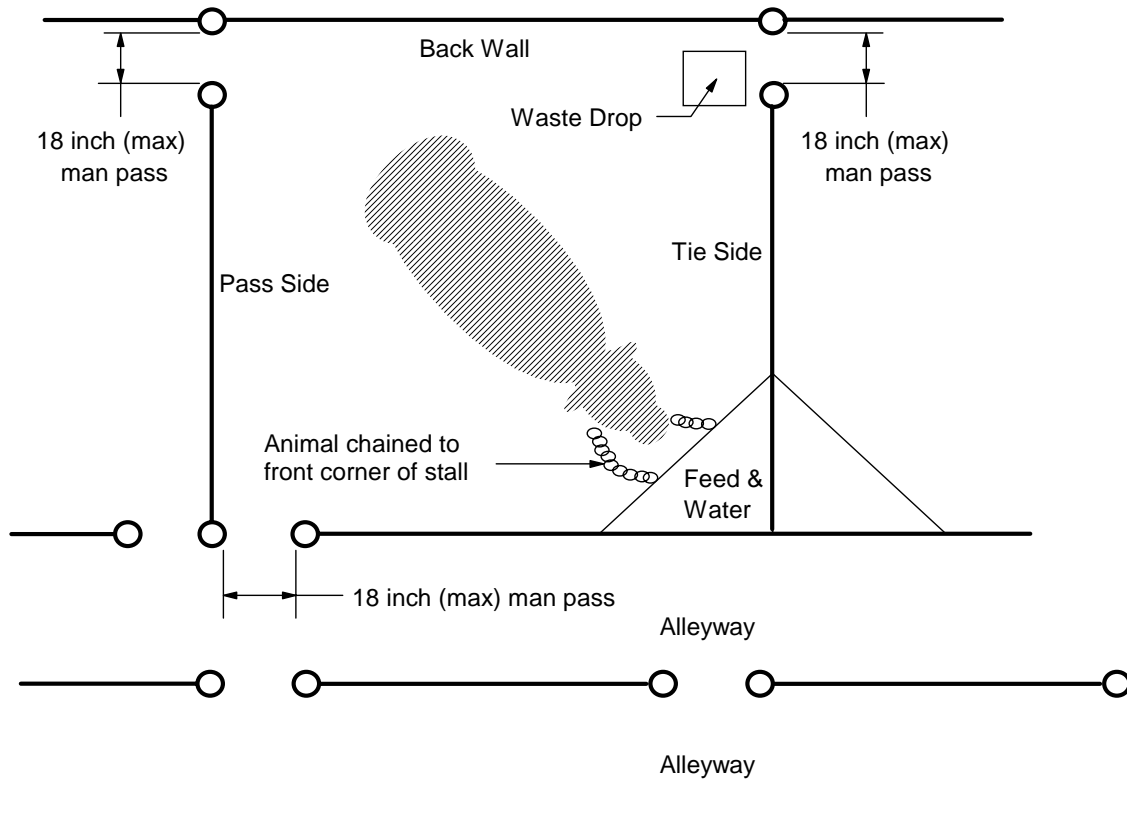 Back Wall
Waste Drop
18 inch (max)
man pass
18 inch (max)
man pass
Tie Side
Pass Side
Animal chained to
front corner of stall
Feed &
Water
18 inch (max) man pass
Alleyway
Alleyway